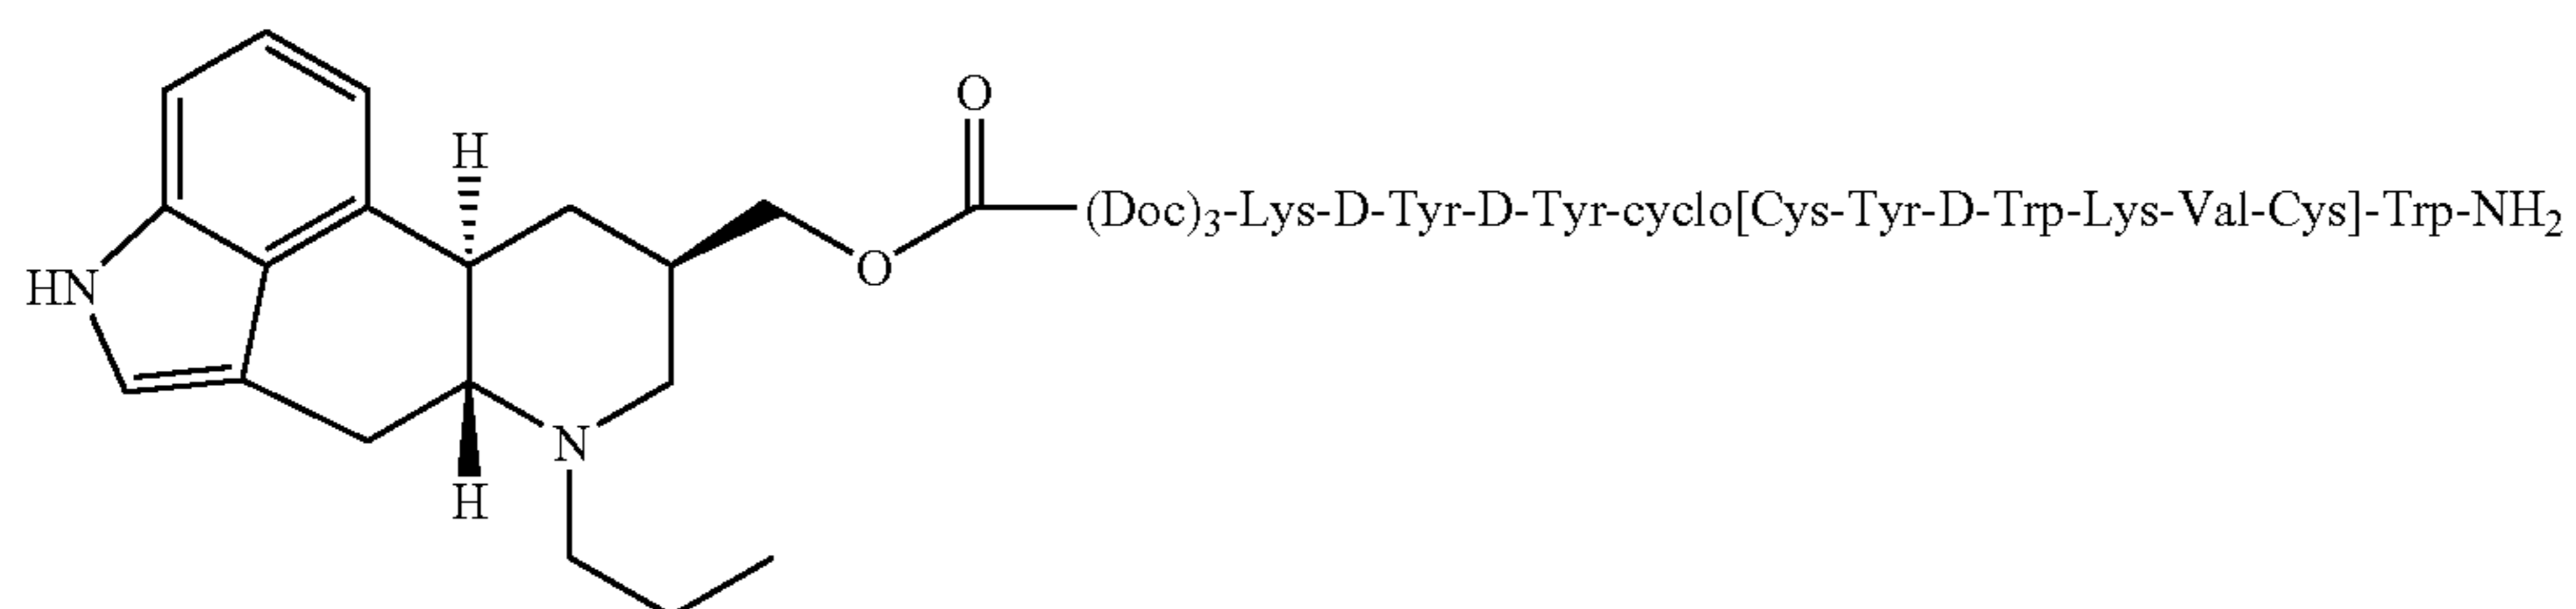 O
H
(Doc)₃-Lys-D-Tyr-D-Tyr-cyclo[Cys-Tyr-D-Trp-Lys-Val-Cys]-Trp-NH₂
O
HN
N
H